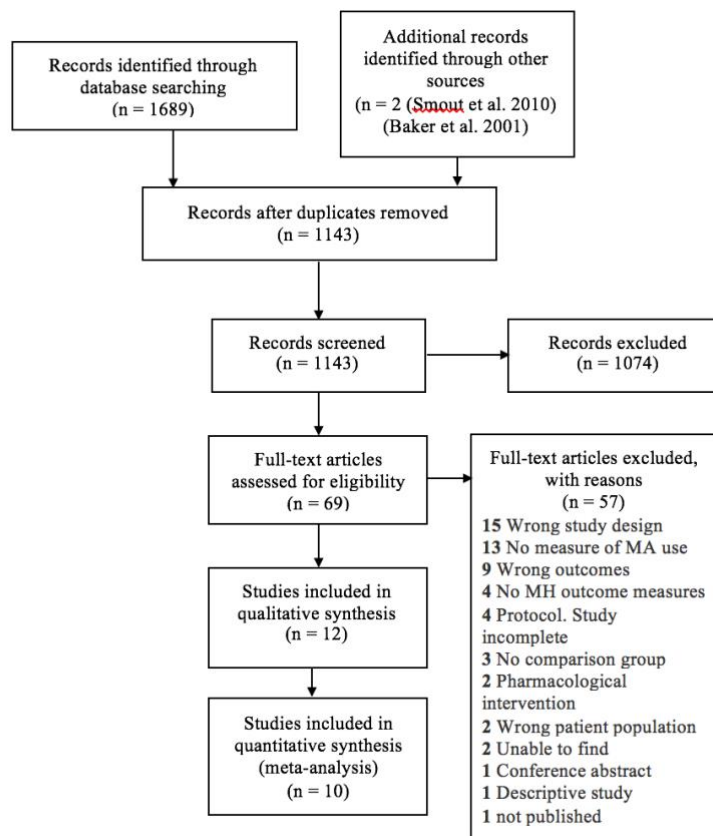 Records identified through
database searching
(n = 1689)
Additional records
identified through other
sources
(n = 2 (Smout et al. 2010)
(Baker et al. 2001)
Records after duplicates removed
(n = 1143)
Records screened
(n = 1143)
Records excluded
(n = 1074)
Full-text articles
assessed for eligibility
(n = 69)
Full-text articles excluded,
with reasons
(n = 57)
15 Wrong study design
13 No measure of MA use
9 Wrong outcomes
4 No MH outcome measures
4 Protocol. Study
incomplete
3 No comparison group
2 Pharmacological
intervention
2 Wrong patient population
2 Unable to find
1 Conference abstract
1 Descriptive study
1 not published
Studies included in
qualitative synthesis
(n = 12)
Studies included in
quantitative synthesis
(meta-analysis)
(n = 10)